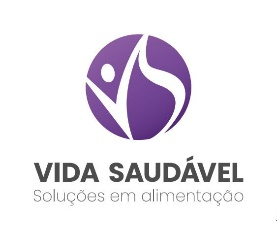 VIDA SAUDÁVEL
Soluções em alimentação